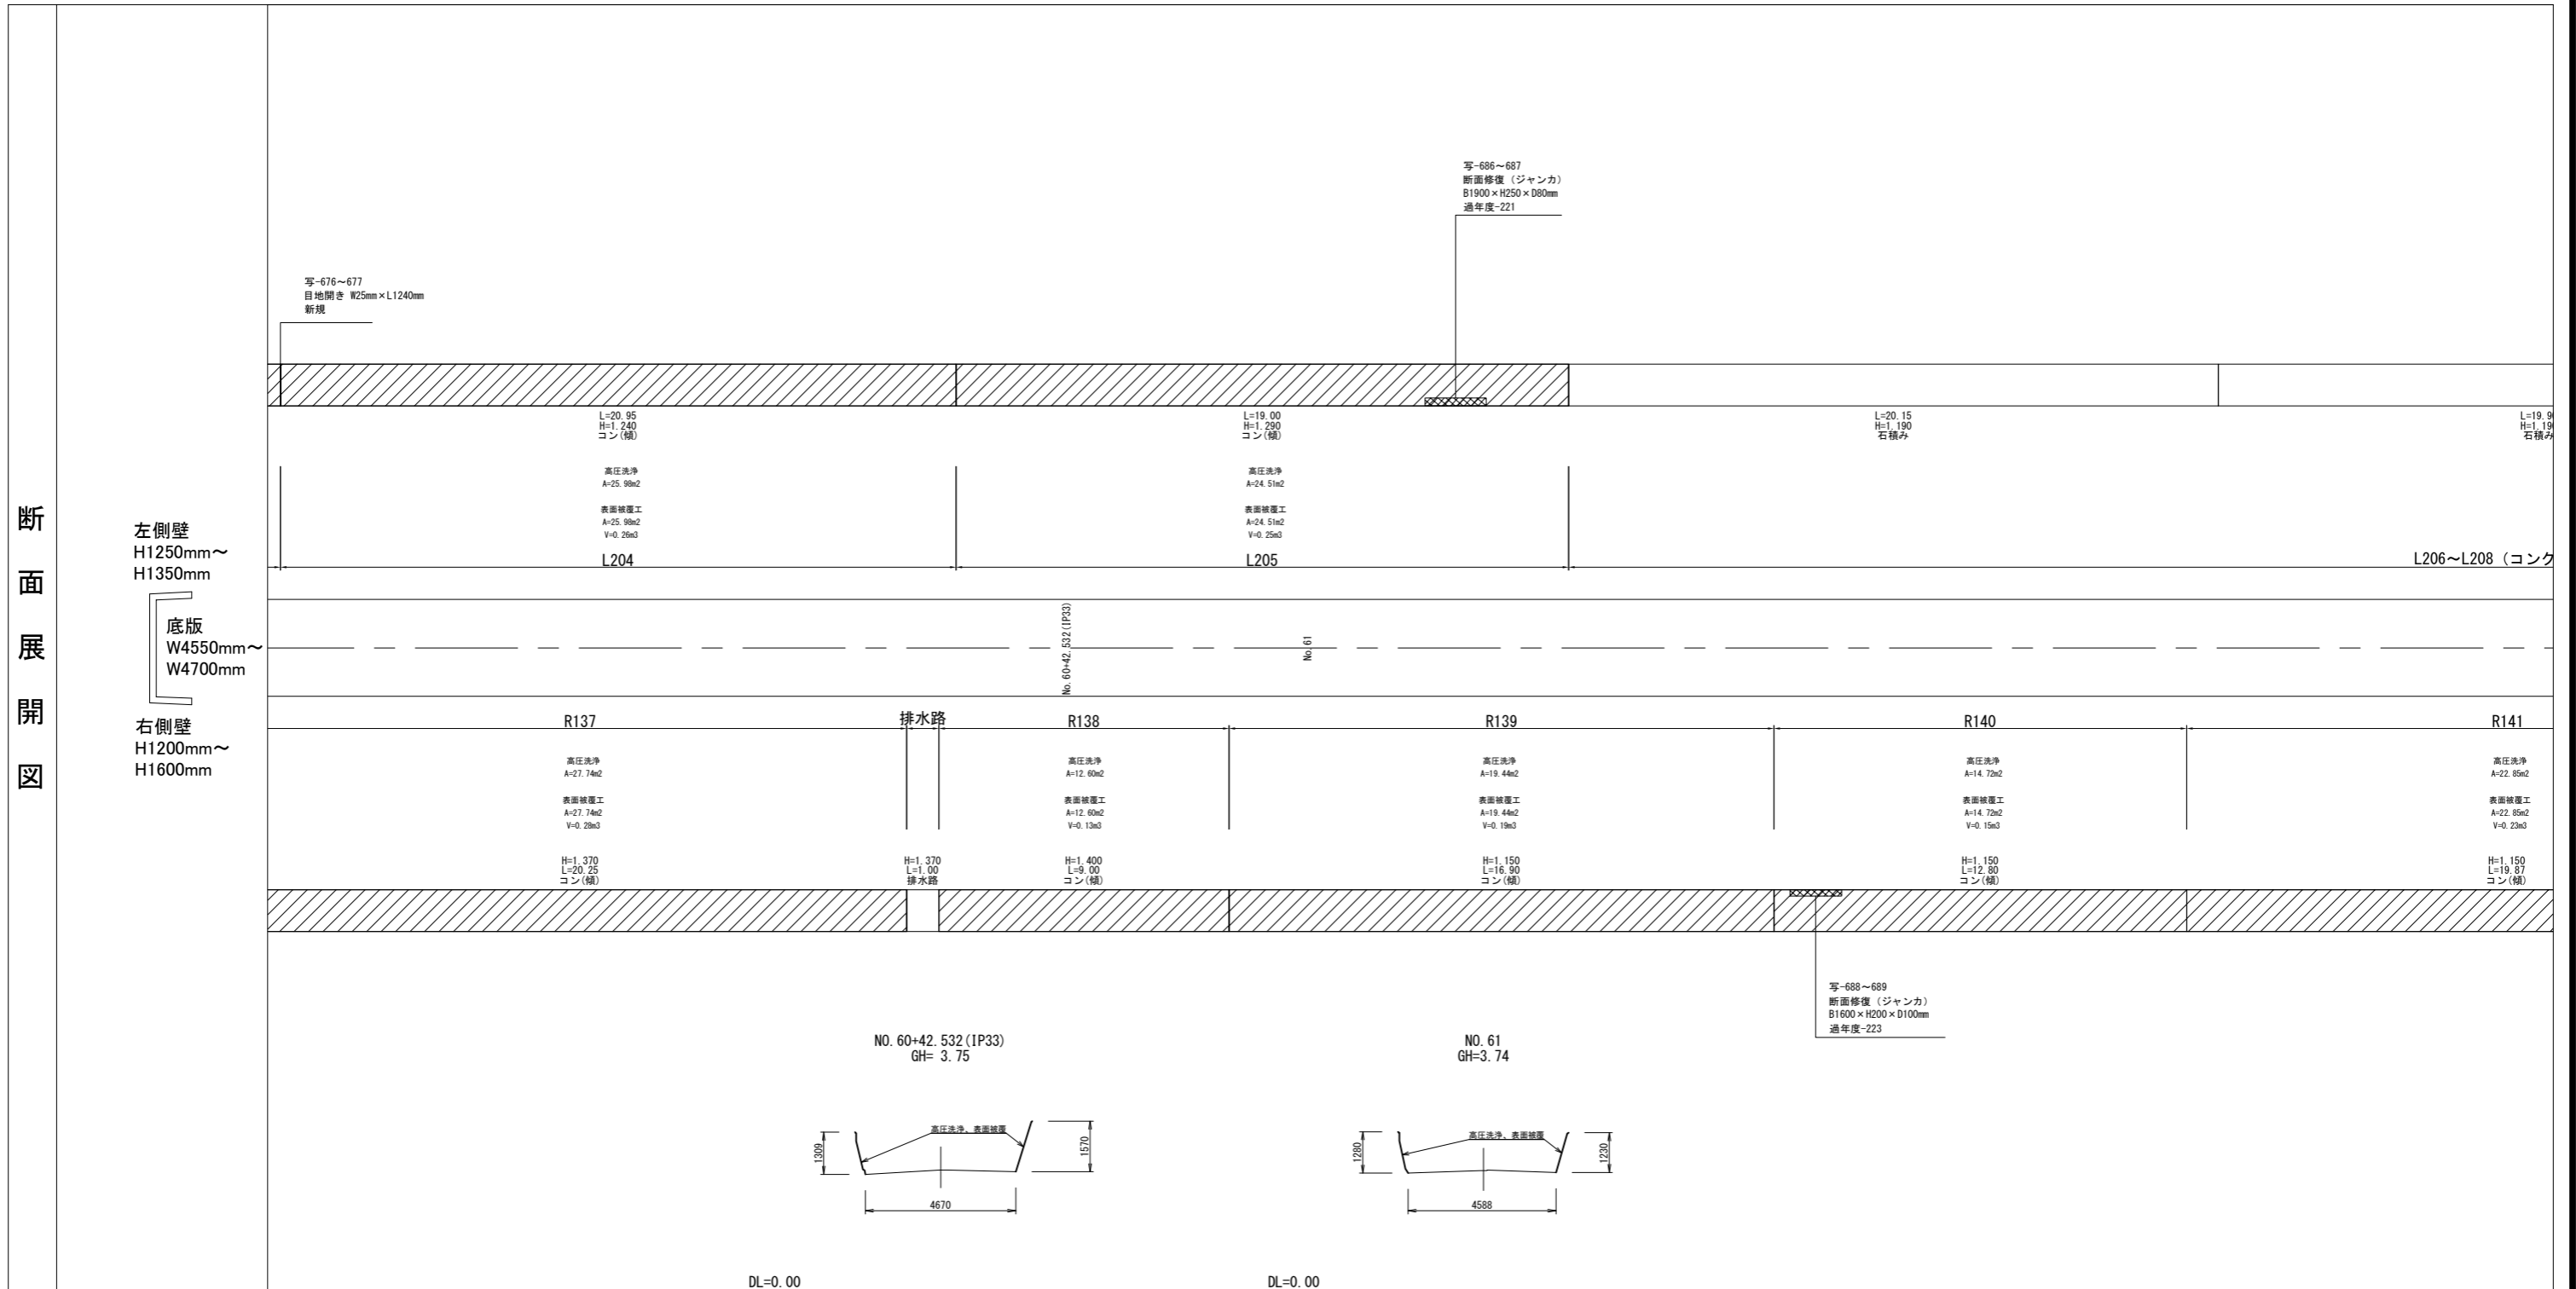 断面展開図
写-686～687
断面修復（ジャンカ）
B1900×H250×D80mm
過年度-221
写-676～677
目地開き W25mm×L1240mm
新規
L=20.95
H=1.240
コン(傾)
L=19.00
H=1.290
コン(傾)
L=20.15
H=1.190
石積み
L=19.9
H=1.19
石積み
高圧洗浄
A=25.98m2
表面被覆工
A=25.98m2
V=0.26m3
高圧洗浄
A=24.51m2
表面被覆工
A=24.51m2
V=0.25m3
L204
L205
L206～L208（コンク
左側壁
H1250mm～
H1350mm
底版
W4550mm～
W4700mm
右側壁
H1200mm～
H1600mm
No.60+42.532(IP33)
No.61
R137
排水路
R138
R139
R140
R141
高圧洗浄
A=27.74m2
表面被覆工
A=27.74m2
V=0.28m3
高圧洗浄
A=12.60m2
表面被覆工
A=12.60m2
V=0.13m3
高圧洗浄
A=19.44m2
表面被覆工
A=19.44m2
V=0.19m3
高圧洗浄
A=14.72m2
表面被覆工
A=14.72m2
V=0.15m3
高圧洗浄
A=22.85m2
表面被覆工
A=22.85m2
V=0.23m3
H=1.370
L=20.25
コン(傾)
H=1.370
L=1.00
排水路
H=1.400
L=9.00
コン(傾)
H=1.150
L=16.90
コン(傾)
H=1.150
L=12.80
コン(傾)
H=1.150
L=19.87
コン(傾)
写-688～689
断面修復（ジャンカ）
B1600×H200×D100mm
過年度-223
NO.60+42.532(IP33)
GH= 3.75
高圧洗浄、表面被覆
1309
1570
4670
DL=0.00
NO.61
GH=3.74
高圧洗浄、表面被覆
1280
1230
4588
DL=0.00